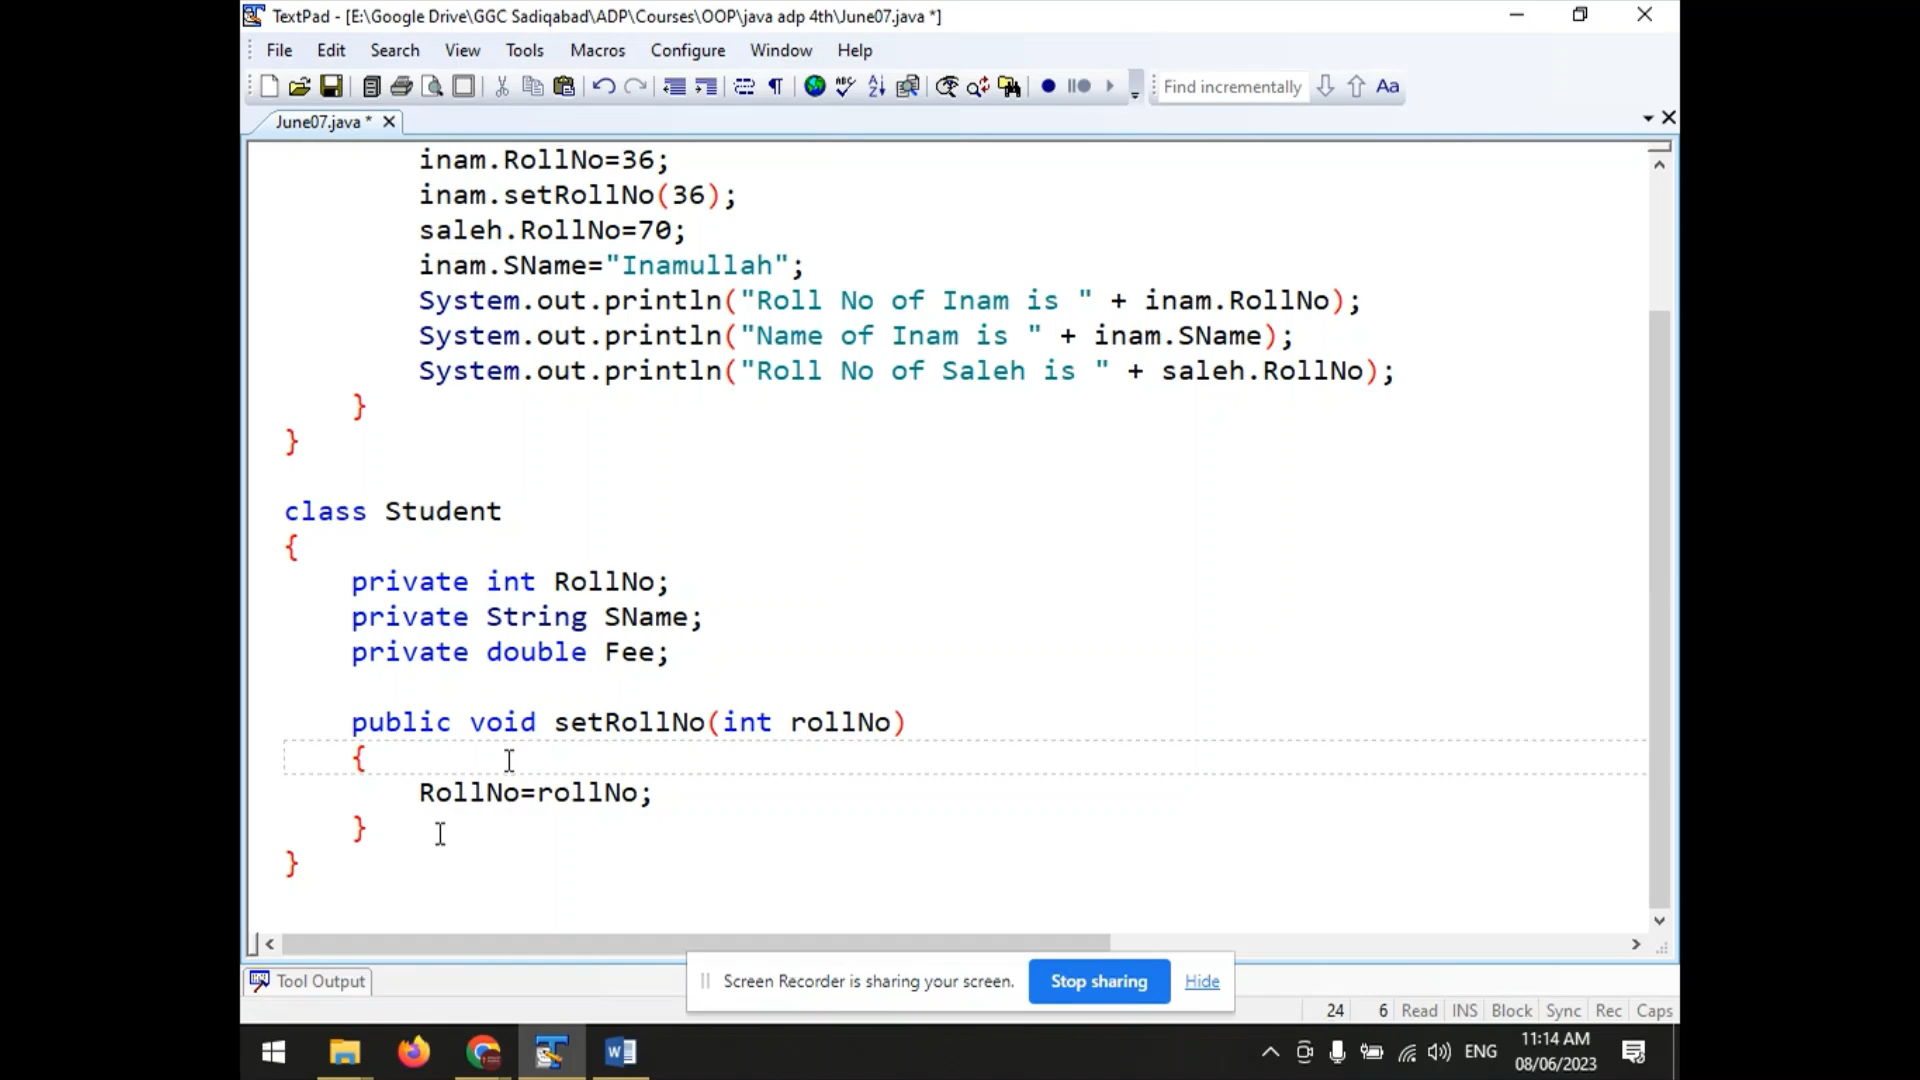 TextPad - [E:\Google Drive\GGC Sadiqabad\ADP\Courses\OOP\java adp 4th\June07.java *]
File Edit Search View Tools Macros Configure Window Help
Find incrementally Aa
June07.java *
inam.RollNo=36;
inam.setRollNo(36);
saleh.RollNo=70;
inam.SName="Inamullah";
System.out.println("Roll No of Inam is " + inam.RollNo);
System.out.println("Name of Inam is " + inam.SName);
System.out.println("Roll No of Saleh is " + saleh.RollNo);
}
}
class Student
{
private int RollNo;
private String SName;
private double Fee;
public void setRollNo(int rollNo)
{
RollNo=rollNo;
}
}
Tool Output
Screen Recorder is sharing your screen. Stop sharing Hide
24 6 Read INS Block Sync Rec Caps
ENG 11:14 AM
08/06/2023